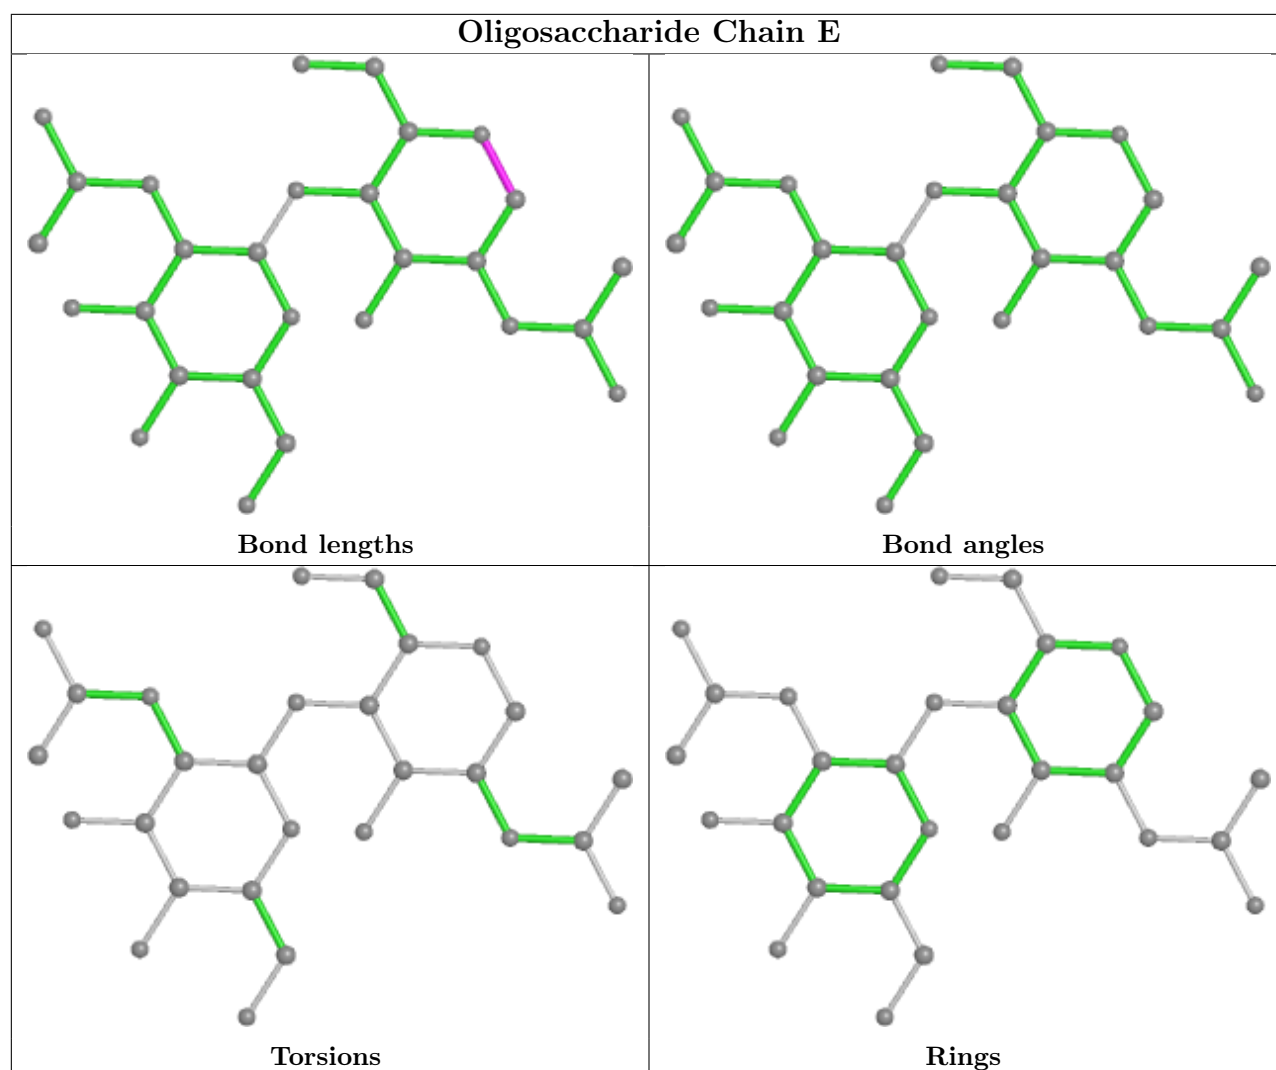 Oligosaccharide Chain E
Bond lengths
Bond angles
Torsions
Rings